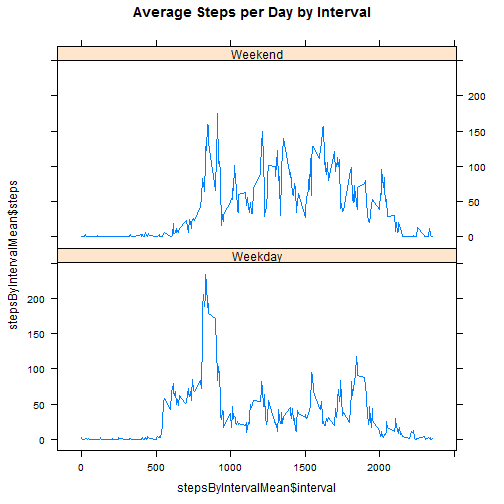 Average Steps per Day by Interval
Weekend
200
150
100
50
0
Weekday
200
150
100
50
0
0 500 1000 1500 2000
stepsByIntervalMean$steps
stepsByIntervalMean$interval